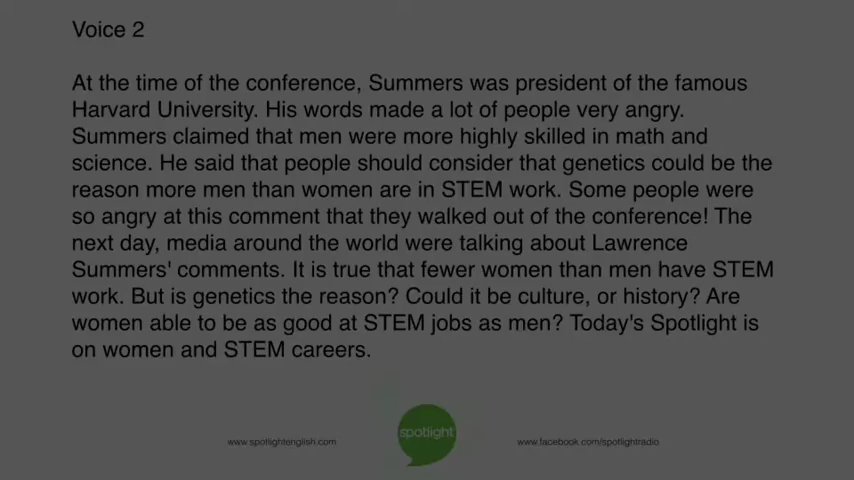 Voice 2
At the time of the conference, Summers was president of the famous
Harvard University. His words made a lot of people very angry.
Summers claimed that men were more highly skilled in math and
science. He said that people should consider that genetics could be the
reason more men than women are in STEM work. Some people were
so angry at this comment that they walked out of the conference! The
next day, media around the world were talking about Lawrence
Summers' comments. It is true that fewer women than men have STEM
work. But is genetics the reason? Could it be culture, or history? Are
women able to be as good at STEM jobs as men? Today's Spotlight is
on women and STEM careers.
spotlight
www.spotlightenglish.com
www.facebook.com/spotlightradio